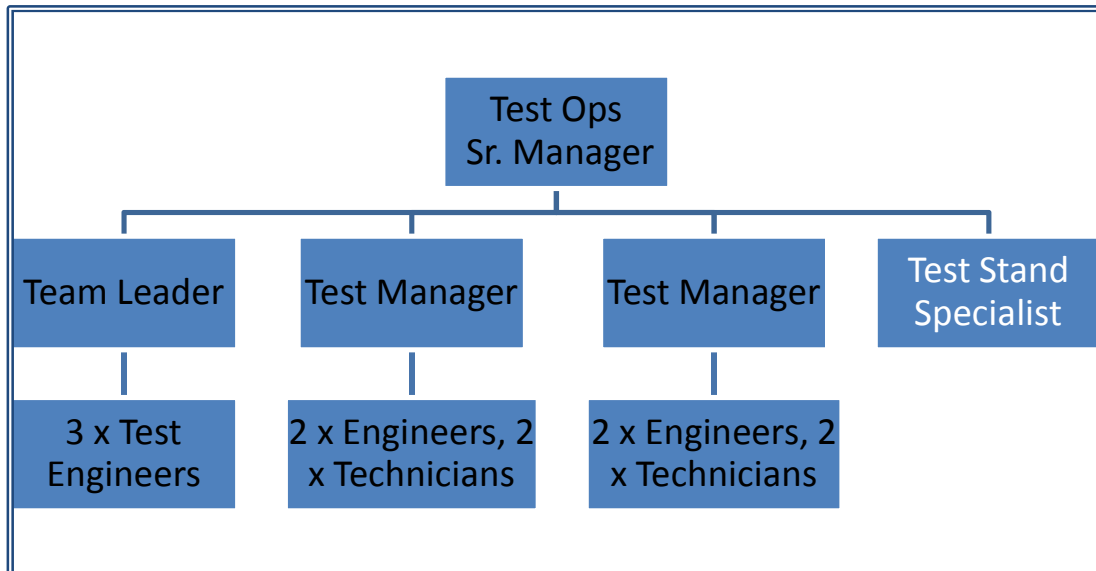 Test Ops
Sr. Manager
Team Leader
Test Manager
Test Manager
Test Stand
Specialist
3 x Test
Engineers
2 x Engineers, 2
x Technicians
2 x Engineers, 2
x Technicians